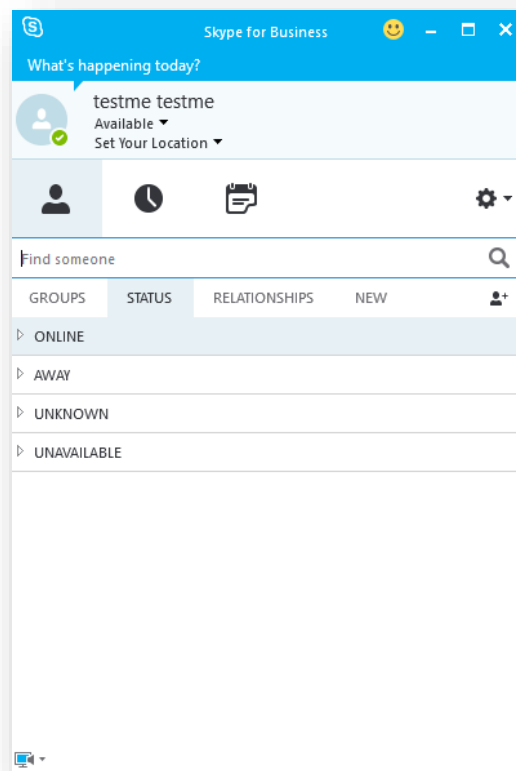 Skype for Business
What's happening today?
testme testme
Available
Set Your Location
Find someone
GROUPS STATUS RELATIONSHIPS NEW
ONLINE
AWAY
UNKNOWN
UNAVAILABLE